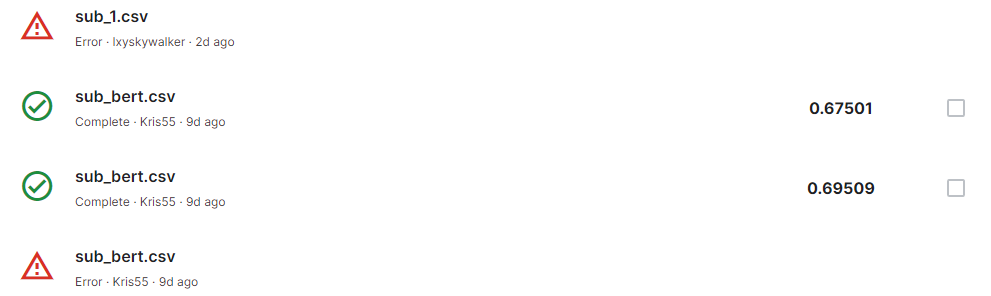 sub_1.csv
Error · lxyskywalker · 2d ago
sub_bert.csv
Complete · Kris55 · 9d ago
0.67501
sub_bert.csv
Complete · Kris55 · 9d ago
0.69509
sub_bert.csv
Error · Kris55 · 9d ago